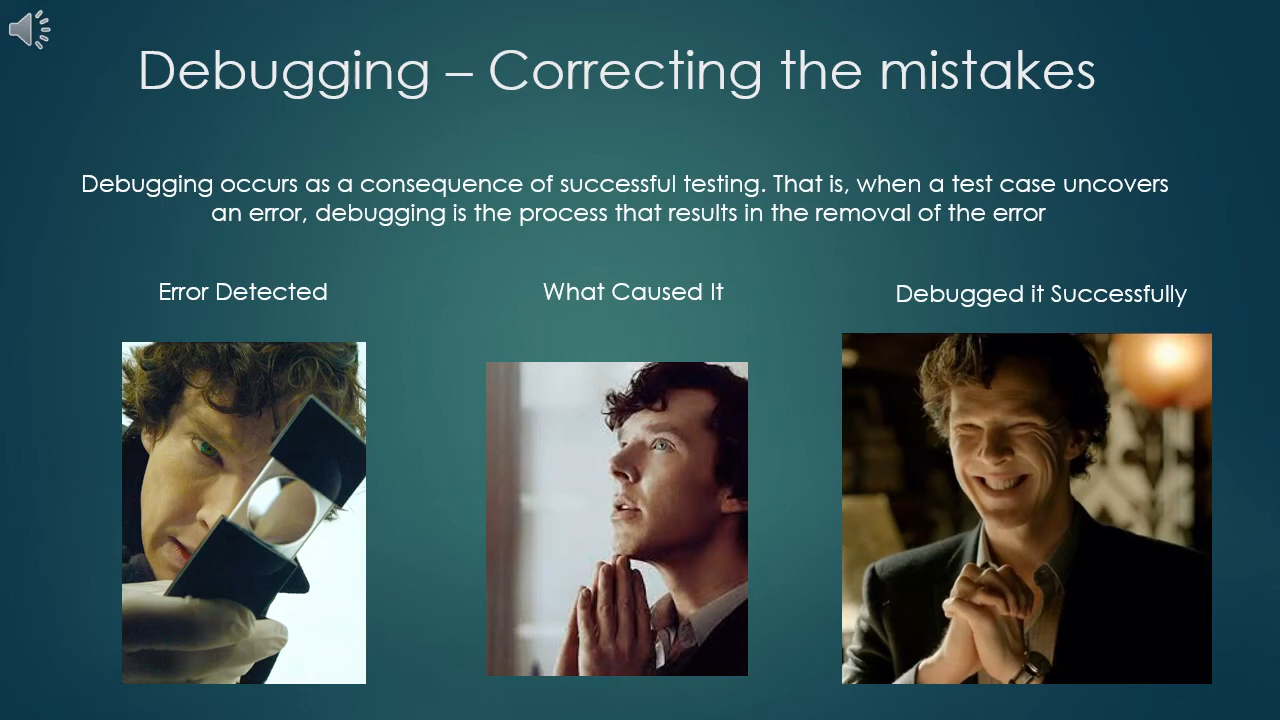 Debugging – Correcting the mistakes
Debugging occurs as a consequence of successful testing. That is, when a test case uncovers
an error, debugging is the process that results in the removal of the error
Error Detected
What Caused It
Debugged it Successfully